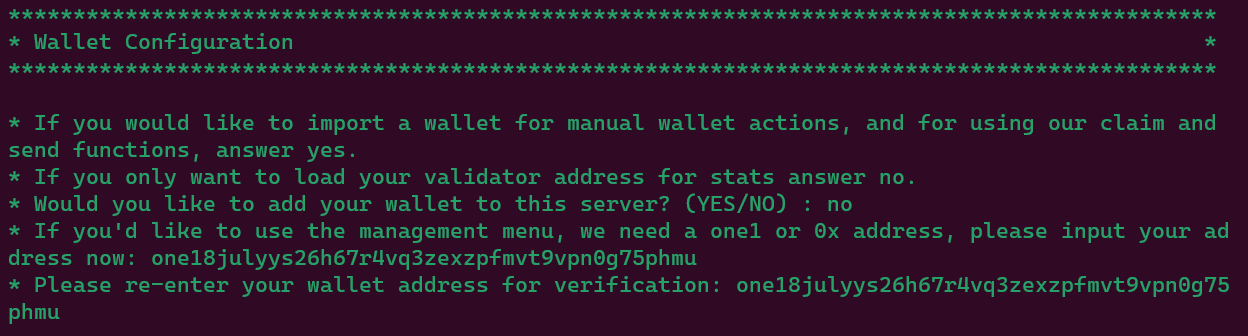 *********************************************************************************************
* Wallet Configuration                                                                      *
*********************************************************************************************
* If you would like to import a wallet for manual wallet actions, and for using our claim and
send functions, answer yes.
* If you only want to load your validator address for stats answer no.
* Would you like to add your wallet to this server? (YES/NO) : no
* If you'd like to use the management menu, we need a one1 or 0x address, please input your ad
dress now: one18julyys26h67r4vq3zexzpfmvt9vpn0g75phmu
* Please re-enter your wallet address for verification: one18julyys26h67r4vq3zexzpfmvt9vpn0g75
phmu